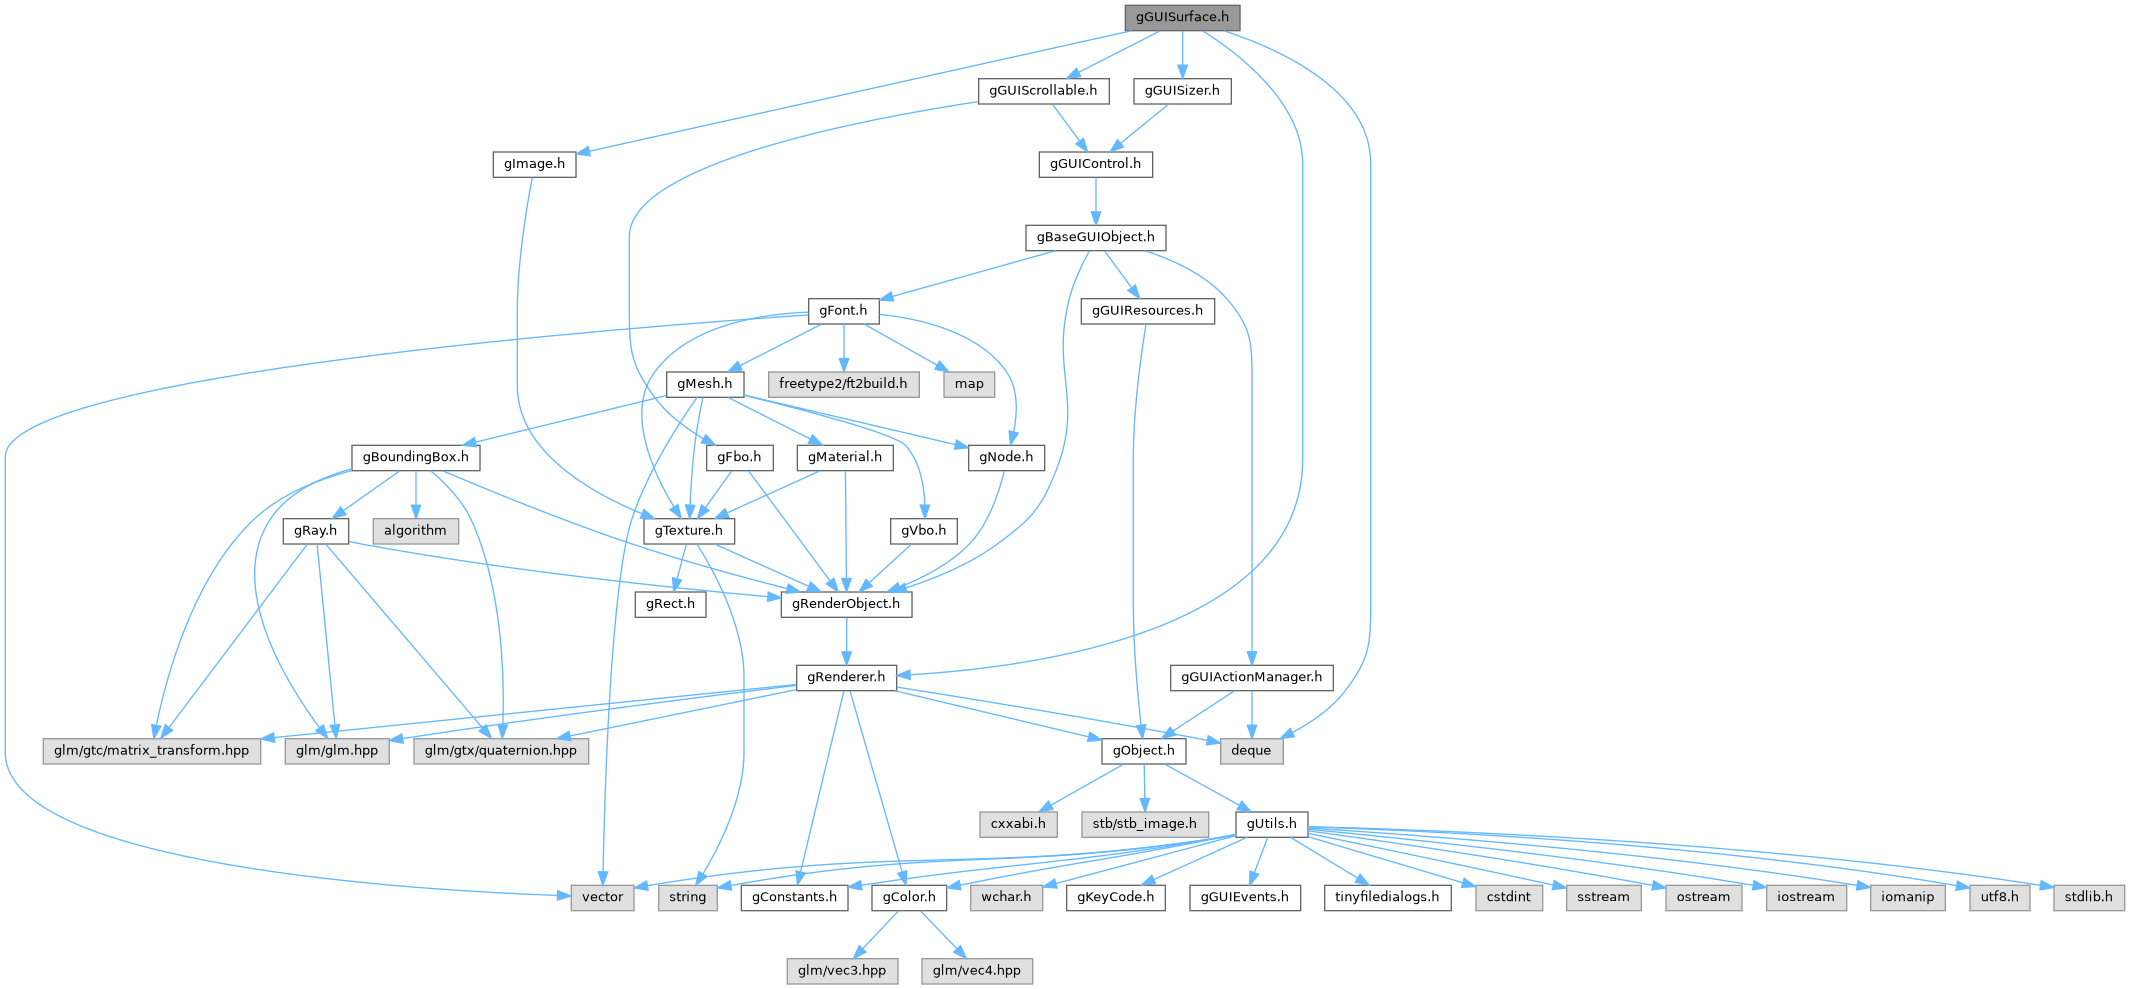 gGUISurface.h
gGUIScrollable.h
gGUISizer.h
gImage.h
gGUIControl.h
gBaseGUIObject.h
gFont.h
gGUIResources.h
gMesh.h
freetype2/ft2build.h
map
gBoundingBox.h
gFbo.h
gMaterial.h
gNode.h
gRay.h
algorithm
gTexture.h
gVbo.h
gRect.h
gRenderObject.h
gRenderer.h
gGUIActionManager.h
glm/gtc/matrix_transform.hpp
glm/glm.hpp
glm/gtx/quaternion.hpp
gObject.h
deque
cxxabi.h
stb/stb_image.h
gUtils.h
vector
string
gConstants.h
gColor.h
wchar.h
gKeyCode.h
gGUIEvents.h
tinyfiledialogs.h
cstdint
sstream
ostream
iostream
iomanip
utf8.h
stdlib.h
glm/vec3.hpp
glm/vec4.hpp